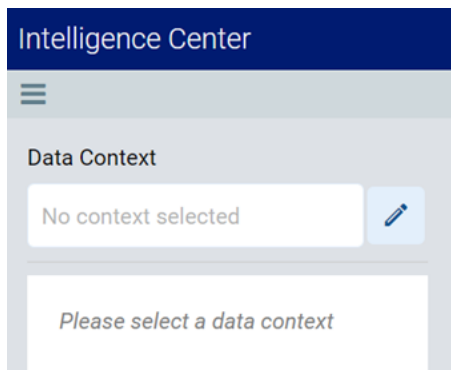 Intelligence Center
Data Context
No context selected
Please select a data context